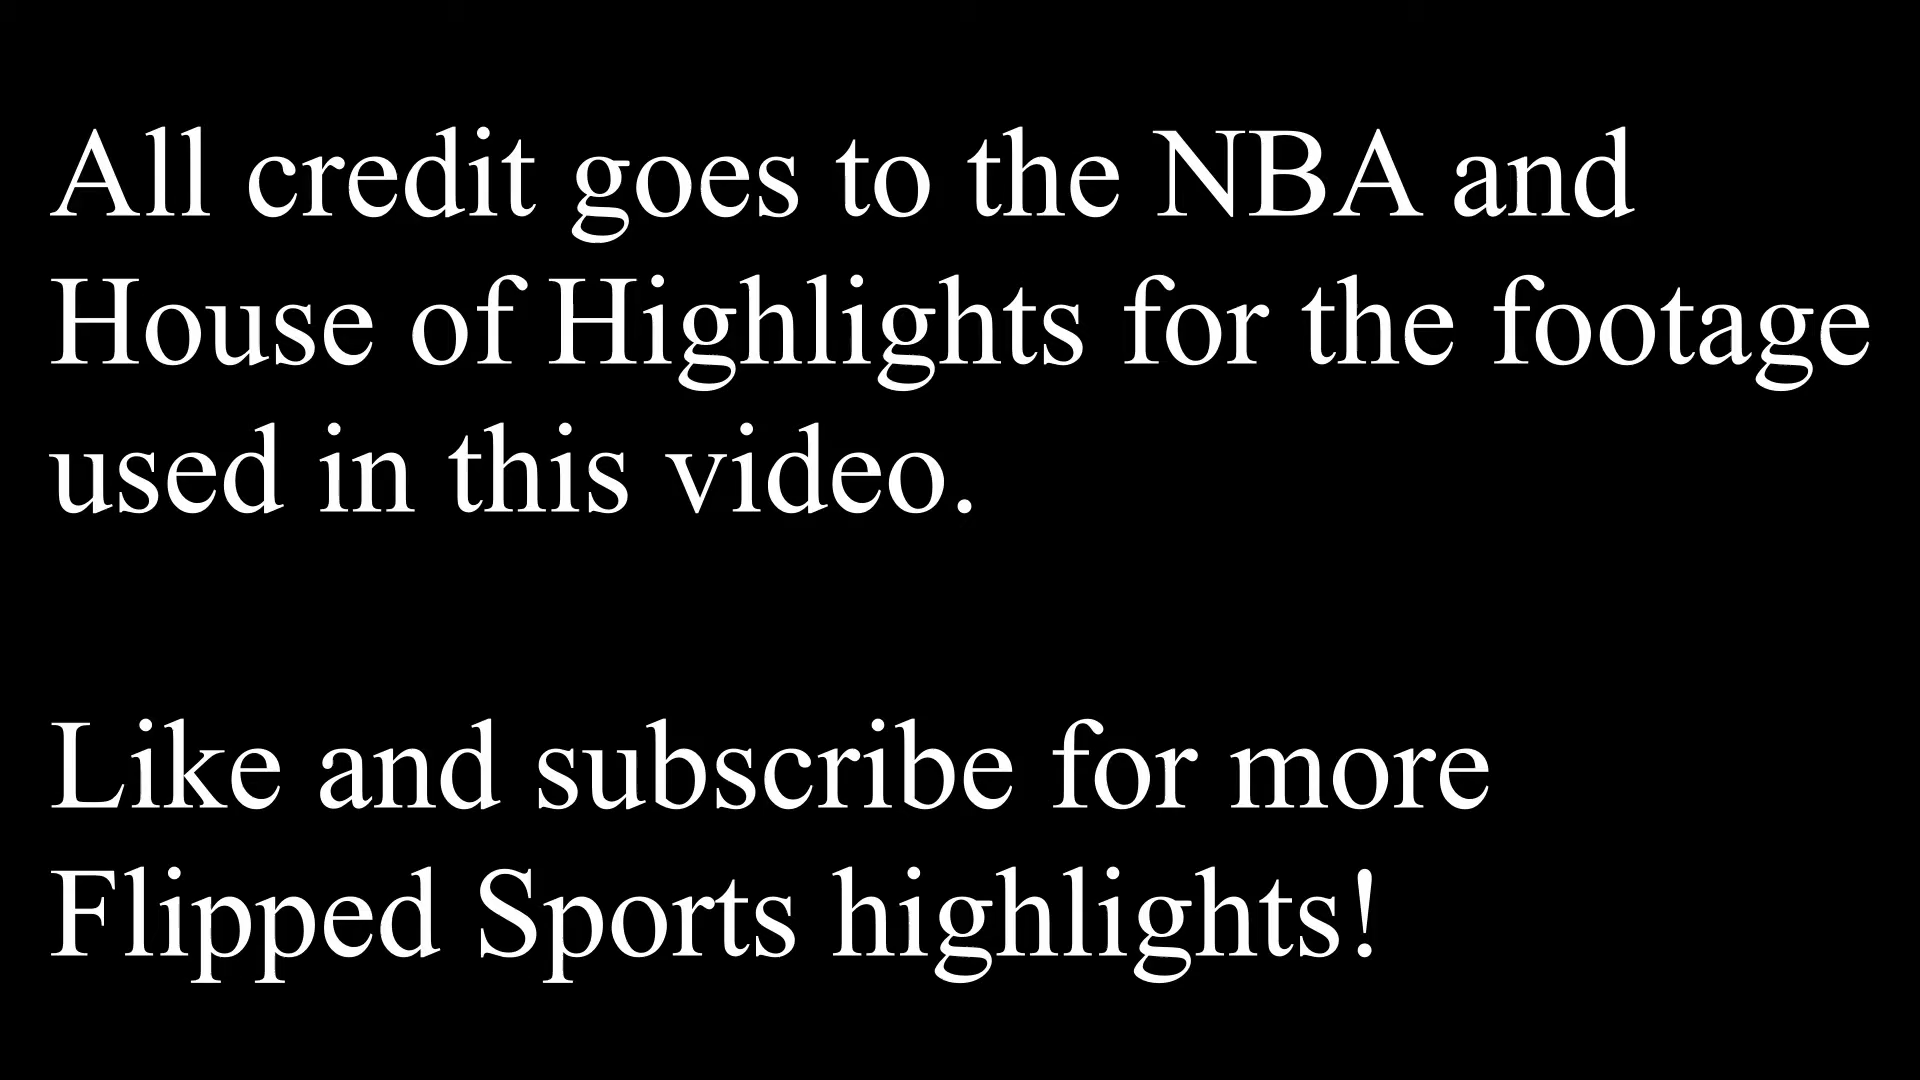 All credit goes to the NBA and
House of Highlights for the footage
used in this video.
Like and subscribe for more
Flipped Sports highlights!